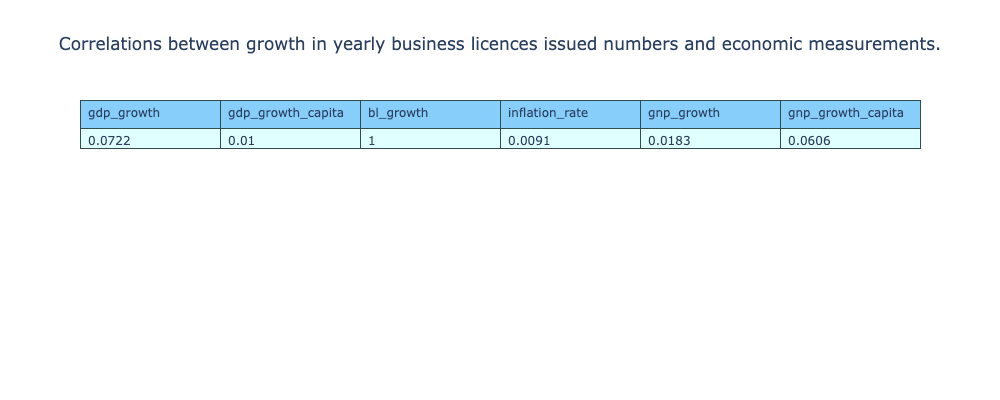 Correlations between growth in yearly business licences issued numbers and economic measurements.
gdp_growth gdp_growth_capita bl_growth inflation_rate gnp_growth gnp_growth_capita
0.0722 0.01 1 0.0091 0.0183 0.0606